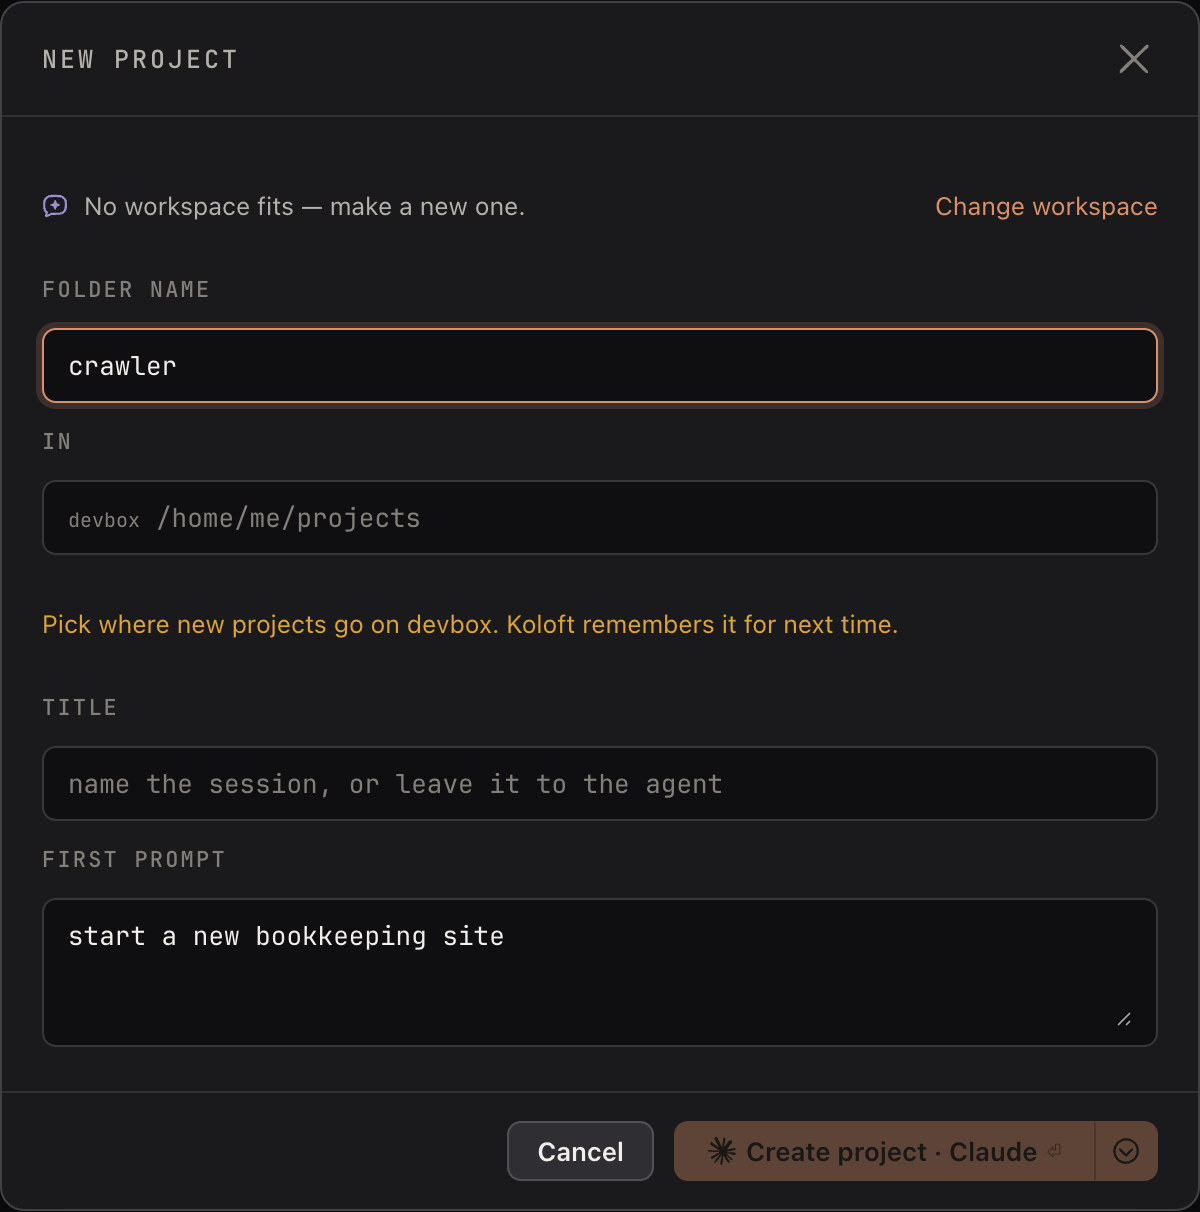 NEW PROJECT
No workspace fits — make a new one.
Change workspace
FOLDER NAME
crawler
IN
devbox /home/me/projects
Pick where new projects go on devbox. Koloft remembers it for next time.
TITLE
name the session, or leave it to the agent
FIRST PROMPT
start a new bookkeeping site
Cancel
Create project · Claude ⏎